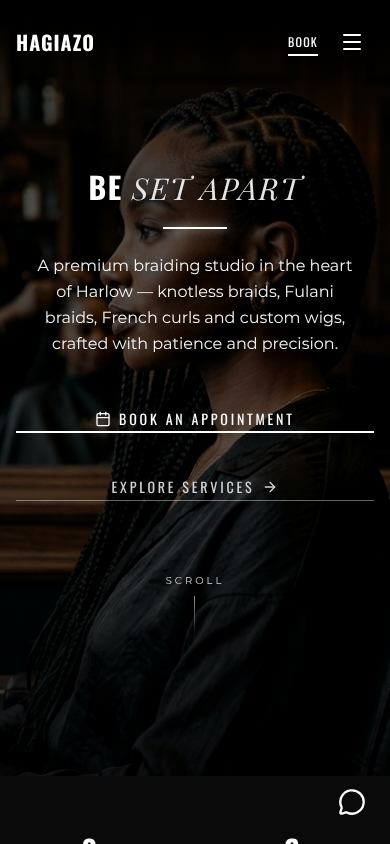 HAGIAZO
BOOK
BE SET APART
A premium braiding studio in the heart
of Harlow — knotless braids, Fulani
braids, French curls and custom wigs,
crafted with patience and precision.
BOOK AN APPOINTMENT
EXPLORE SERVICES
SCROLL